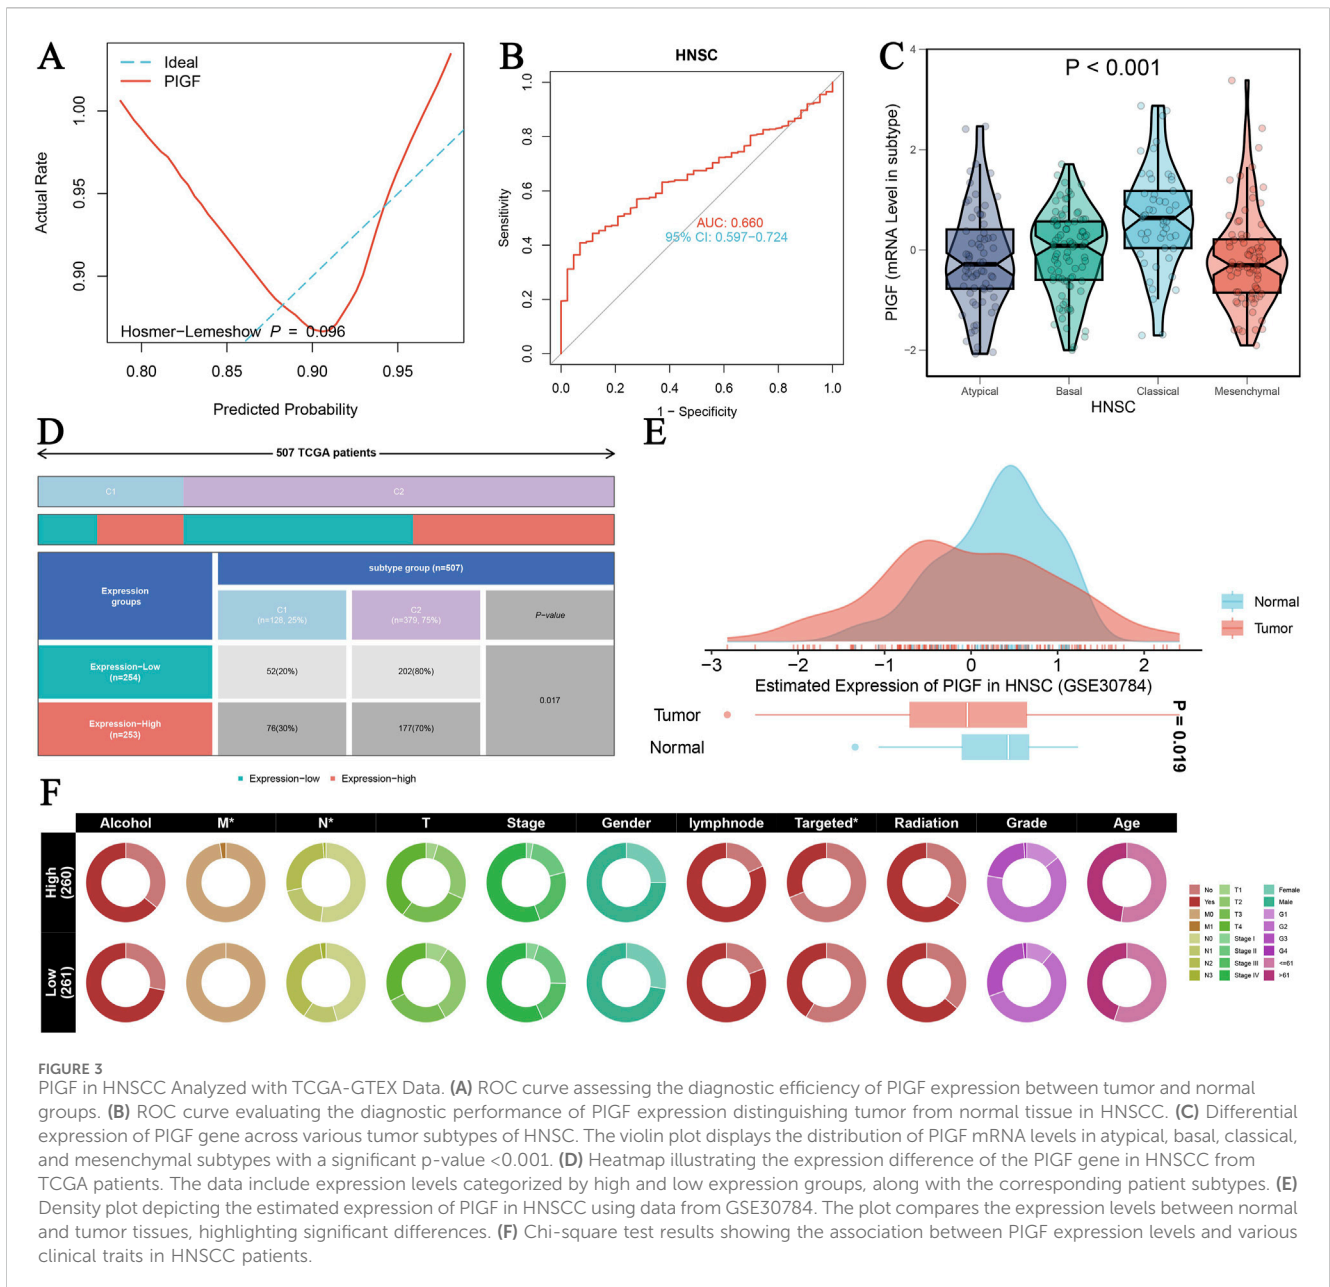 A
Ideal
PIGF
Actual Rate
1.00
0.95
0.90
Hosmer−Lemeshow P = 0.096
0.80
0.85
0.90
0.95
Predicted Probability
B
HNSC
Sensitivity
1.0
0.8
0.6
0.4
0.2
0.0
AUC: 0.660
95% CI: 0.597−0.724
0.0
0.2
0.4
0.6
0.8
1.0
1 − Specificity
C
P < 0.001
PIGF (mRNA Level in subtype)
4
2
0
−2
Atypical
Basal
Classical
Mesenchymal
HNSC
D
507 TCGA patients
C1
C2
Expression groups
subtype group (n=507)
C1
(n=128, 25%)
C2
(n=379, 75%)
P−value
Expression−Low
(n=254)
52(20%)
202(80%)
0.017
Expression−High
(n=253)
76(30%)
177(70%)
Expression−low
Expression−high
E
Normal
Tumor
−3
−2
−1
0
1
2
Estimated Expression of PIGF in HNSC (GSE30784)
Tumor
Normal
P = 0.019
F
Alcohol
M*
N*
T
Stage
Gender
lymphnode
Targeted*
Radiation
Grade
Age
High
(260)
Low
(261)
No
Yes
M0
M1
N0
N1
N2
N3
T1
T2
T3
T4
Stage I
Stage II
Stage III
Stage IV
Female
Male
G1
G2
G3
G4
<=61
>61
FIGURE 3
PIGF in HNSCC Analyzed with TCGA-GTEX Data. (A) ROC curve assessing the diagnostic efficiency of PIGF expression between tumor and normal
groups. (B) ROC curve evaluating the diagnostic performance of PIGF expression distinguishing tumor from normal tissue in HNSCC. (C) Differential
expression of PIGF gene across various tumor subtypes of HNSC. The violin plot displays the distribution of PIGF mRNA levels in atypical, basal, classical,
and mesenchymal subtypes with a significant p-value <0.001. (D) Heatmap illustrating the expression difference of the PIGF gene in HNSCC from
TCGA patients. The data include expression levels categorized by high and low expression groups, along with the corresponding patient subtypes. (E)
Density plot depicting the estimated expression of PIGF in HNSCC using data from GSE30784. The plot compares the expression levels between normal
and tumor tissues, highlighting significant differences. (F) Chi-square test results showing the association between PIGF expression levels and various
clinical traits in HNSCC patients.